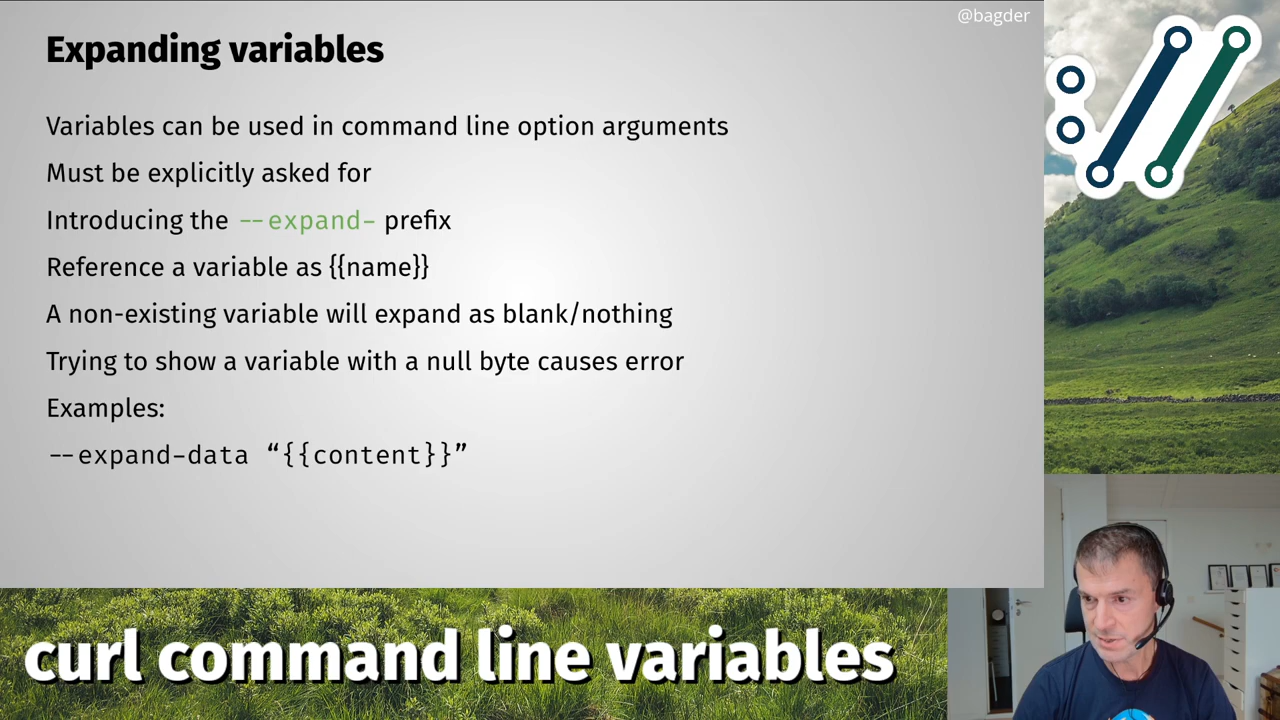 @bagder
Expanding variables
Variables can be used in command line option arguments
Must be explicitly asked for
Introducing the --expand- prefix
Reference a variable as {{name}}
A non-existing variable will expand as blank/nothing
Trying to show a variable with a null byte causes error
Examples:
--expand-data “{{content}}”
curl command line variables